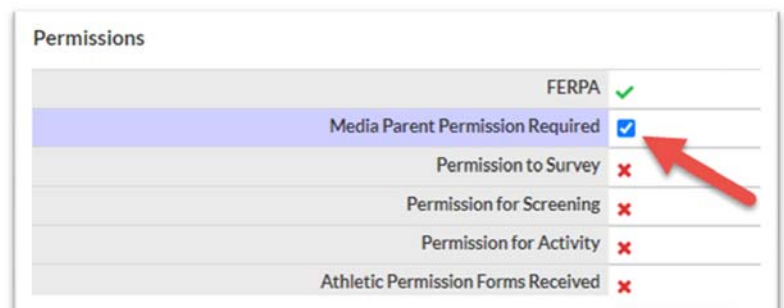 Permissions
FERPA
Media Parent Permission Required
Permission to Survey
Permission for Screening
Permission for Activity
Athletic Permission Forms Received